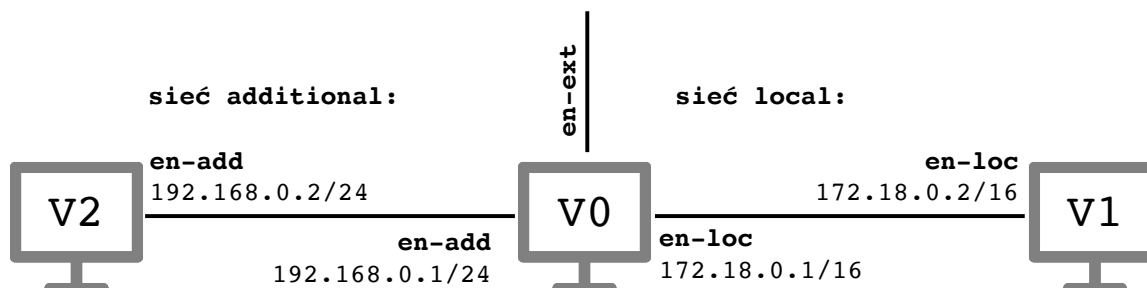 en-ext
sieć additional:
sieć local:
en-add
192.168.0.2/24
en-loc
172.18.0.2/16
V2
V0
V1
en-add
192.168.0.1/24
en-loc
172.18.0.1/16